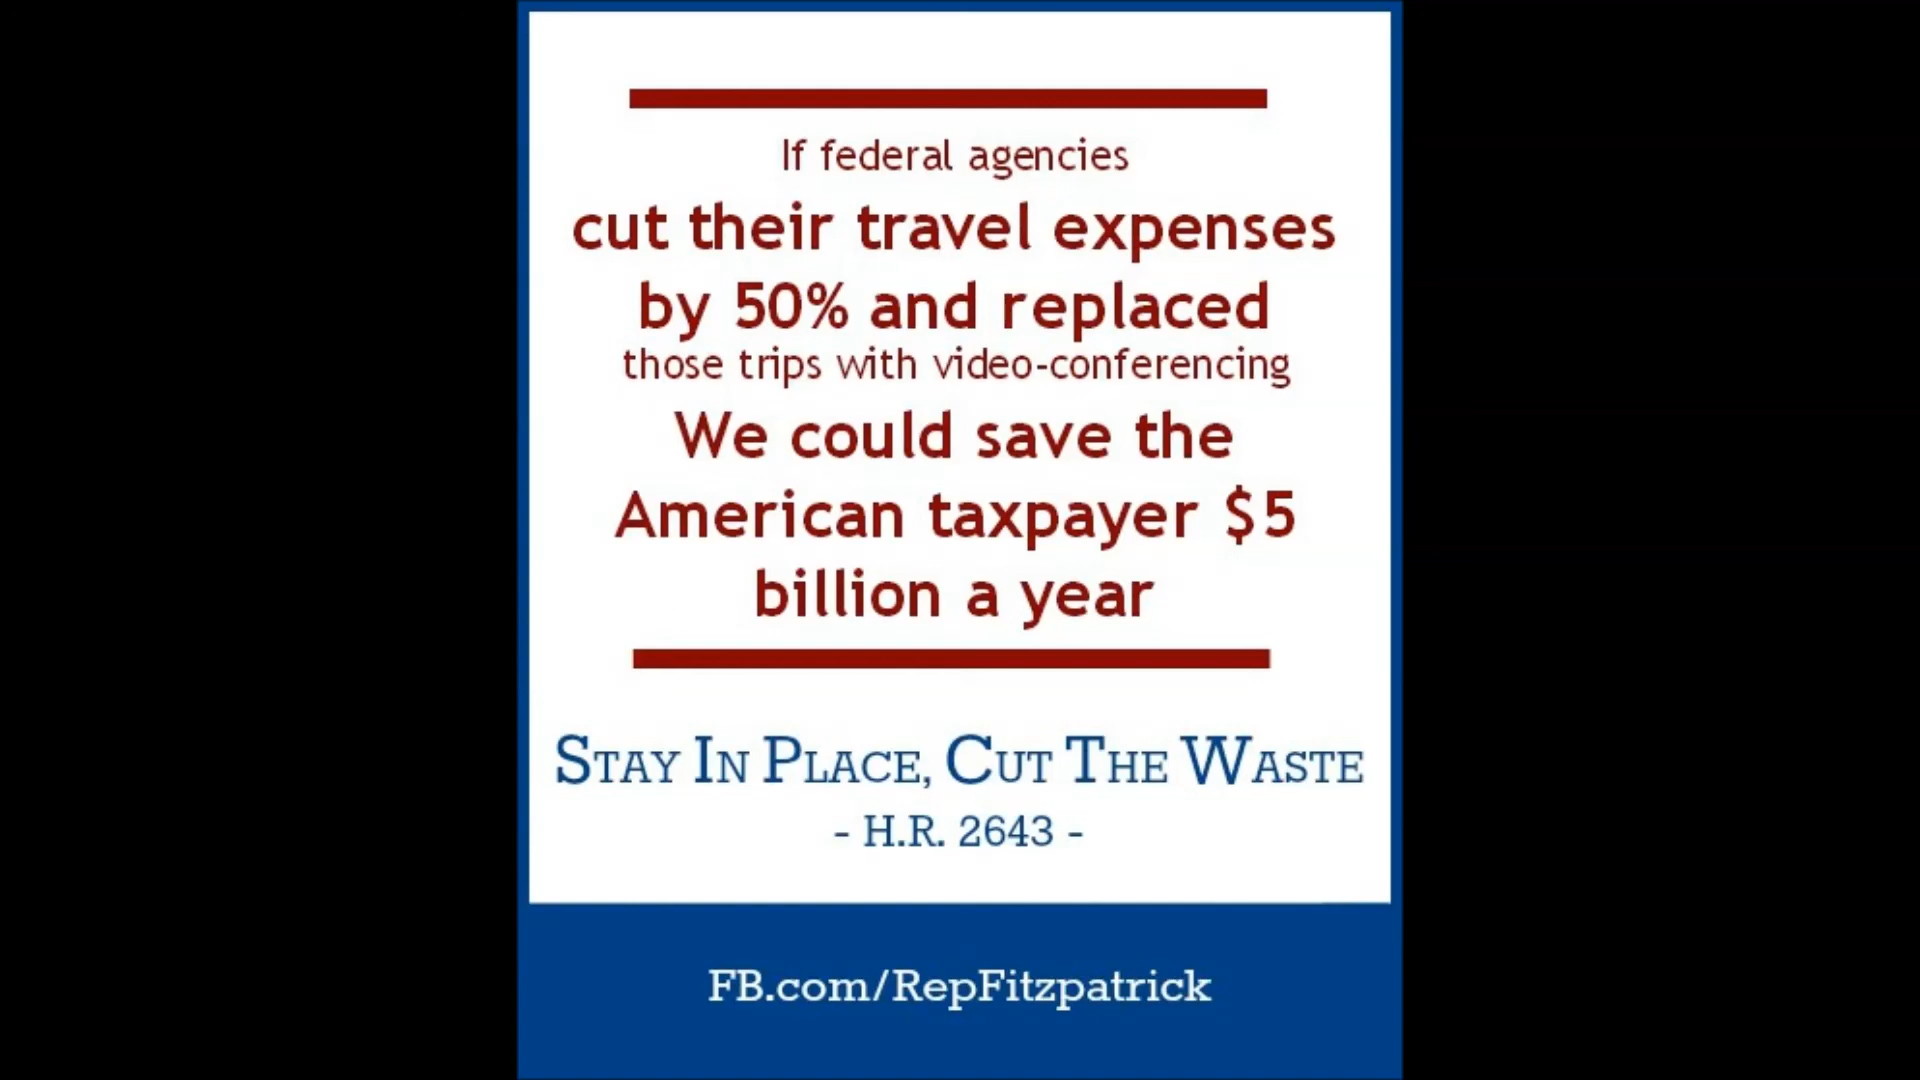 If federal agencies
cut their travel expenses
by 50% and replaced
those trips with video-conferencing
We could save the
American taxpayer $5
billion a year
Stay In Place, Cut The Waste
- H.R. 2643 -
FB.com/RepFitzpatrick